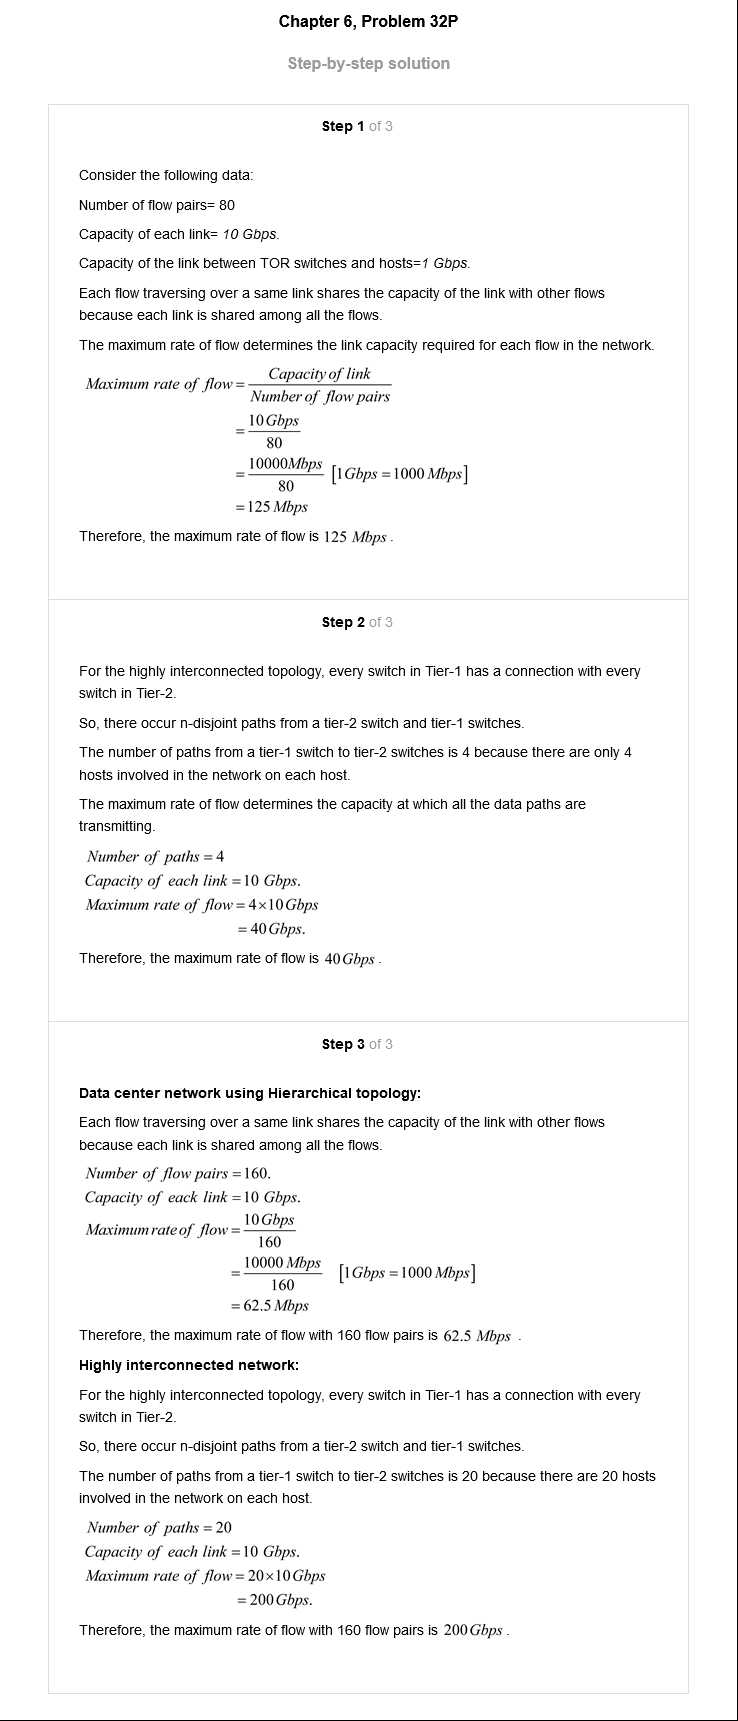 Chapter 6, Problem 32P
Step-by-step solution
Step 1 of 3
Consider the following data:
Number of flow pairs= 80
Capacity of each link= 10 Gbps.
Capacity of the link between TOR switches and hosts=1 Gbps.
Each flow traversing over a same link shares the capacity of the link with other flows
because each link is shared among all the flows.
The maximum rate of flow determines the link capacity required for each flow in the network.
Maximum rate of flow = Capacity of link / Number of flow pairs
= 10 Gbps / 80
= 10000Mbps / 80 [1Gbps = 1000 Mbps]
= 125 Mbps
Therefore, the maximum rate of flow is 125 Mbps .
Step 2 of 3
For the highly interconnected topology, every switch in Tier-1 has a connection with every
switch in Tier-2.
So, there occur n-disjoint paths from a tier-2 switch and tier-1 switches.
The number of paths from a tier-1 switch to tier-2 switches is 4 because there are only 4
hosts involved in the network on each host.
The maximum rate of flow determines the capacity at which all the data paths are
transmitting.
Number of paths = 4
Capacity of each link = 10 Gbps.
Maximum rate of flow = 4×10 Gbps
= 40 Gbps.
Therefore, the maximum rate of flow is 40 Gbps .
Step 3 of 3
Data center network using Hierarchical topology:
Each flow traversing over a same link shares the capacity of the link with other flows
because each link is shared among all the flows.
Number of flow pairs = 160.
Capacity of eack link = 10 Gbps.
Maximum rate of flow = 10 Gbps / 160
= 10000 Mbps / 160 [1Gbps = 1000 Mbps]
= 62.5 Mbps
Therefore, the maximum rate of flow with 160 flow pairs is 62.5 Mbps .
Highly interconnected network:
For the highly interconnected topology, every switch in Tier-1 has a connection with every
switch in Tier-2.
So, there occur n-disjoint paths from a tier-2 switch and tier-1 switches.
The number of paths from a tier-1 switch to tier-2 switches is 20 because there are 20 hosts
involved in the network on each host.
Number of paths = 20
Capacity of each link = 10 Gbps.
Maximum rate of flow = 20×10 Gbps
= 200 Gbps.
Therefore, the maximum rate of flow with 160 flow pairs is 200 Gbps .